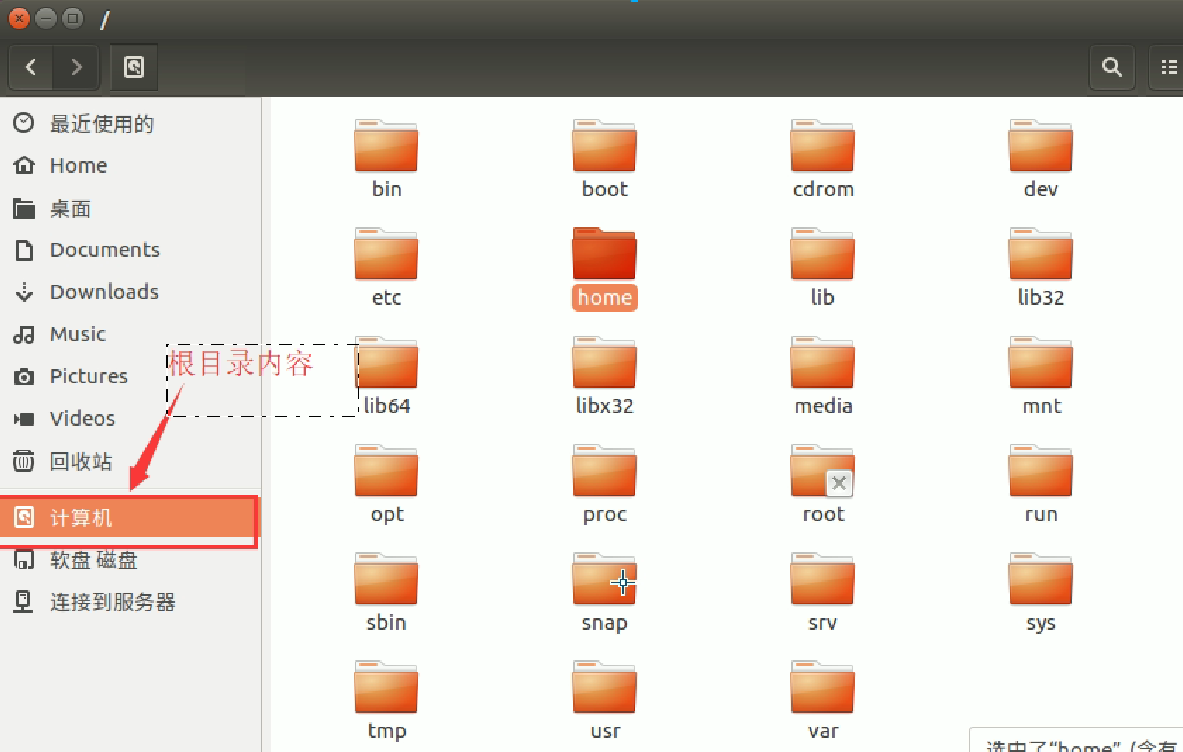 /
最近使用的
Home
桌面
Documents
Downloads
Music
Pictures
Videos
回收站
计算机
软盘 磁盘
连接到服务器
根目录内容
bin boot cdrom dev
etc home lib lib32
lib64 libx32 media mnt
opt proc root run
sbin snap srv sys
tmp usr var
选中了“home” (含有